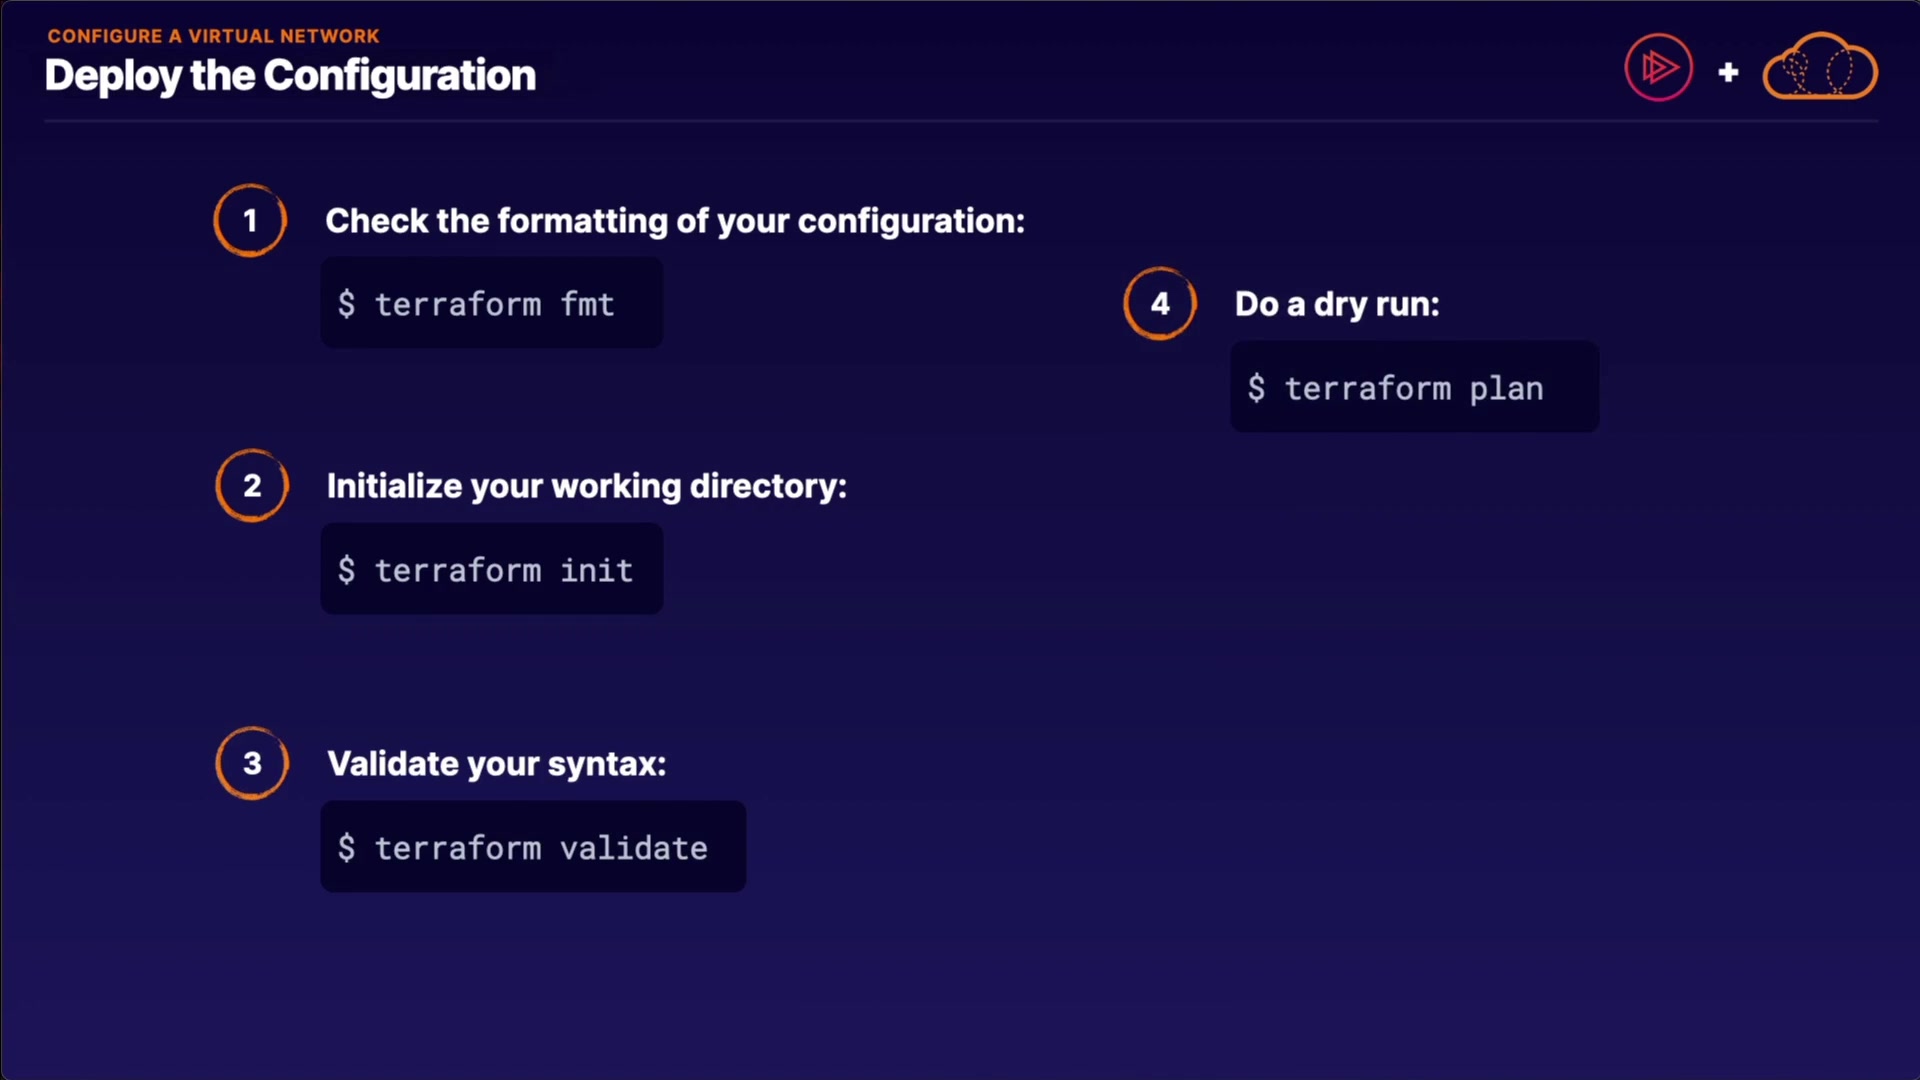 CONFIGURE A VIRTUAL NETWORK
Deploy the Configuration
+
1
Check the formatting of your configuration:
$ terraform fmt
2
Initialize your working directory:
$ terraform init
3
Validate your syntax:
$ terraform validate
4
Do a dry run:
$ terraform plan